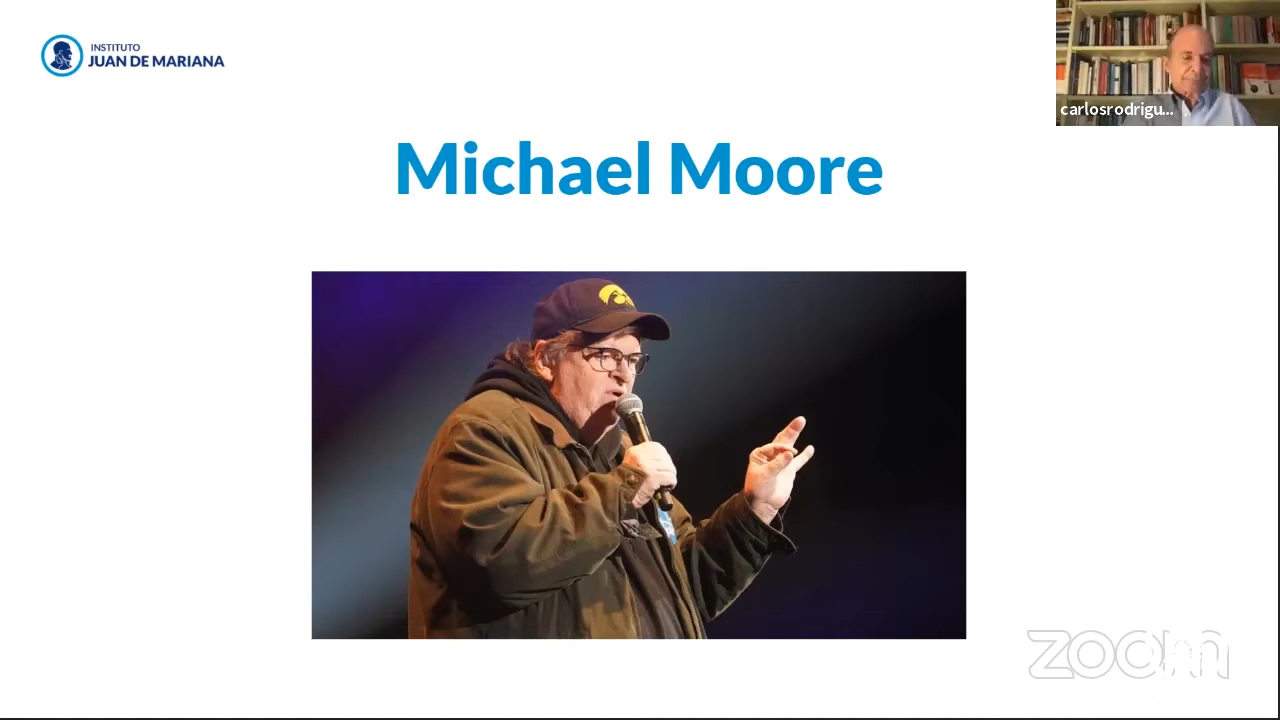 INSTITUTO
JUAN DE MARIANA
carlosrodrigu...
Michael Moore
zoom